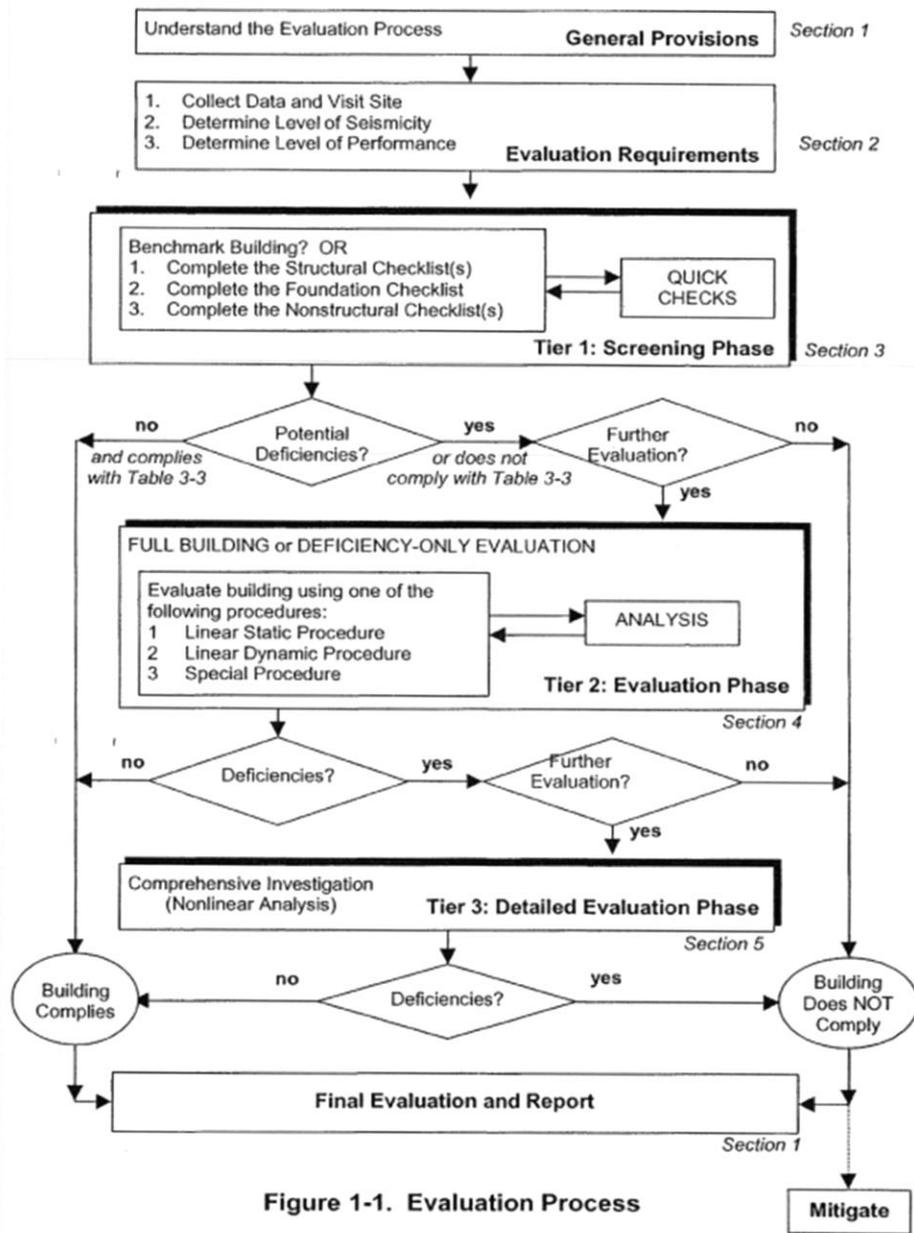 Understand the Evaluation Process
General Provisions
Section 1
1. Collect Data and Visit Site
2. Determine Level of Seismicity
3. Determine Level of Performance
Evaluation Requirements
Section 2
Benchmark Building? OR
1. Complete the Structural Checklist(s)
2. Complete the Foundation Checklist
3. Complete the Nonstructural Checklist(s)
QUICK
CHECKS
Tier 1: Screening Phase
Section 3
no
and complies
with Table 3-3
Potential
Deficiencies?
yes
or does not
comply with Table 3-3
Further
Evaluation?
no
yes
FULL BUILDING or DEFICIENCY-ONLY EVALUATION
Evaluate building using one of the
following procedures:
1 Linear Static Procedure
2 Linear Dynamic Procedure
3 Special Procedure
ANALYSIS
Tier 2: Evaluation Phase
Section 4
no
Deficiencies?
yes
Further
Evaluation?
no
yes
Comprehensive Investigation
(Nonlinear Analysis)
Tier 3: Detailed Evaluation Phase
Section 5
Building
Complies
no
Deficiencies?
yes
Building
Does NOT
Comply
Final Evaluation and Report
Section 1
Figure 1-1. Evaluation Process
Mitigate